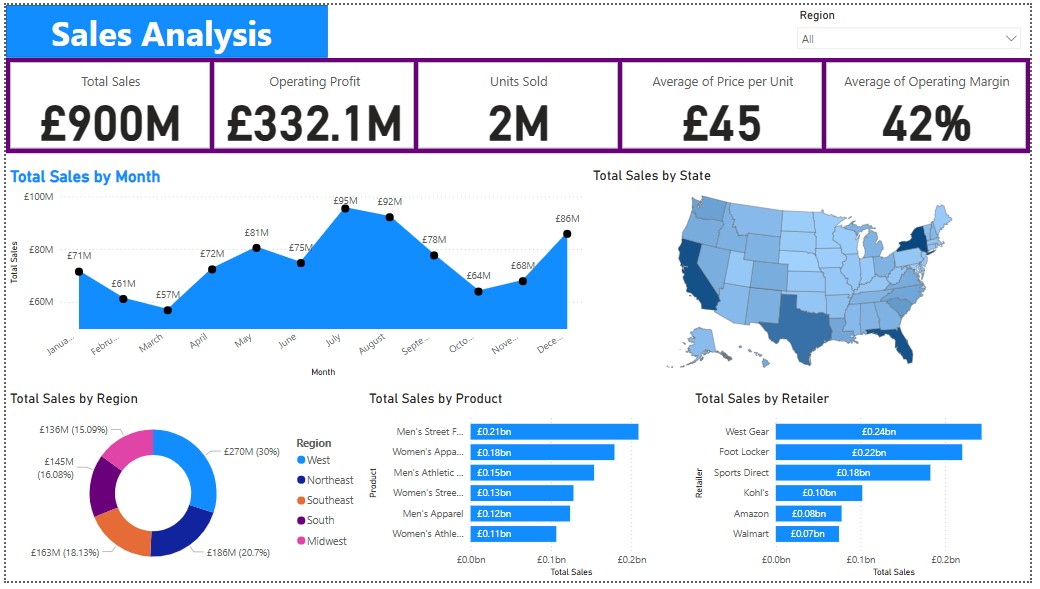 Sales Analysis
Region
All
Total Sales
£900M
Operating Profit
£332.1M
Units Sold
2M
Average of Price per Unit
£45
Average of Operating Margin
42%
Total Sales by Month
Total Sales
£100M
£80M
£60M
£71M
£61M
£57M
£72M
£81M
£75M
£95M
£92M
£78M
£64M
£68M
£86M
Janua...
Febru...
March
April
May
June
July
August
Septe...
Octo...
Nove...
Dece...
Month
Total Sales by State
Total Sales by Region
£136M (15.09%)
£270M (30%)
£145M
(16.08%)
£163M (18.13%)
£186M (20.7%)
Region
West
Northeast
Southeast
South
Midwest
Total Sales by Product
Product
Men's Street F... £0.21bn
Women's Appa... £0.18bn
Men's Athletic ... £0.15bn
Women's Stree... £0.13bn
Men's Apparel £0.12bn
Women's Athle... £0.11bn
£0.0bn £0.1bn £0.2bn
Total Sales
Total Sales by Retailer
Retailer
West Gear £0.24bn
Foot Locker £0.22bn
Sports Direct £0.18bn
Kohl's £0.10bn
Amazon £0.08bn
Walmart £0.07bn
£0.0bn £0.1bn £0.2bn
Total Sales